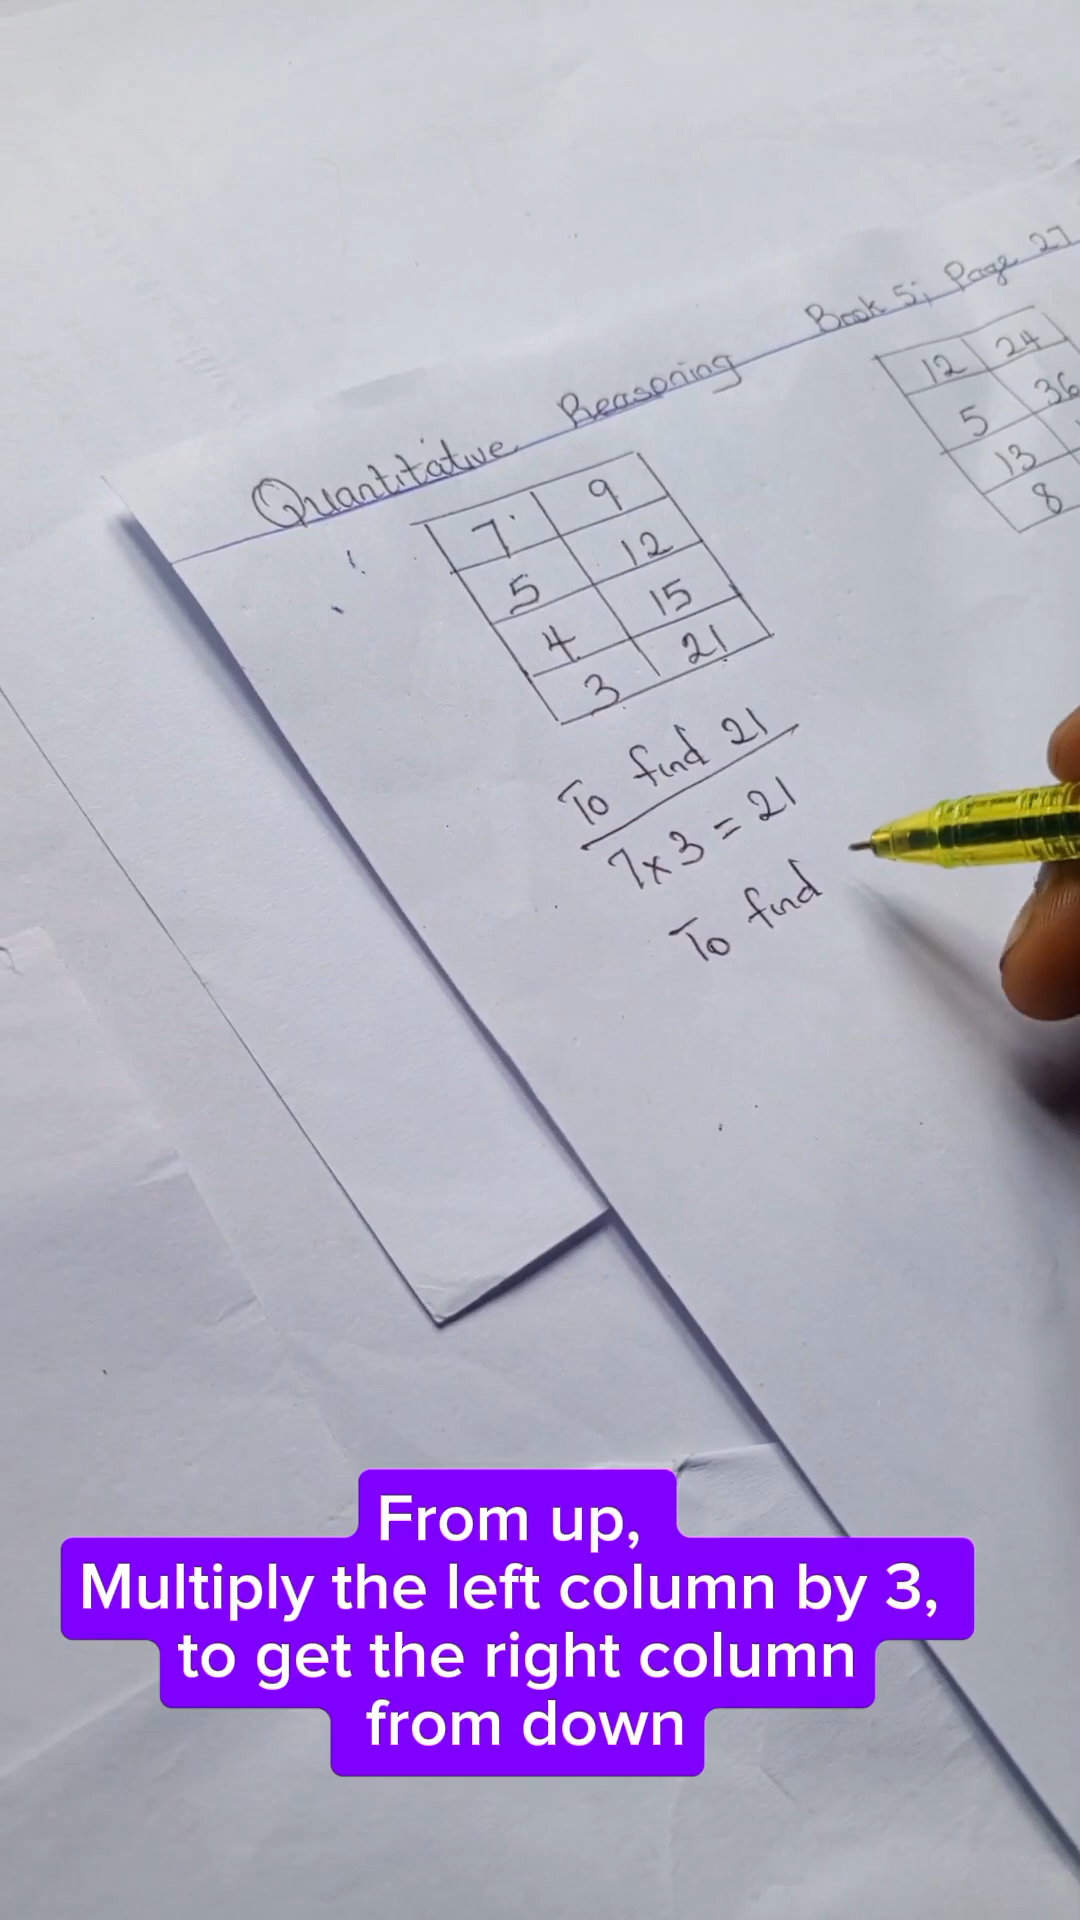 Quantitative Reasoning Book 5; Page 27
7 9
5 12
4 15
3 21
12 24
5 36
13
8
To find 21
7 x 3 = 21
To find
From up,
Multiply the left column by 3,
to get the right column
from down